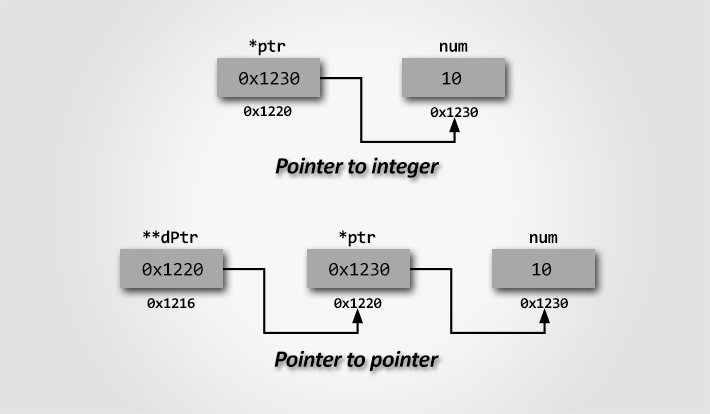 *ptr num
0x1230 10
0x1220 0x1230
Pointer to integer
**dPtr *ptr num
0x1220 0x1230 10
0x1216 0x1220 0x1230
Pointer to pointer